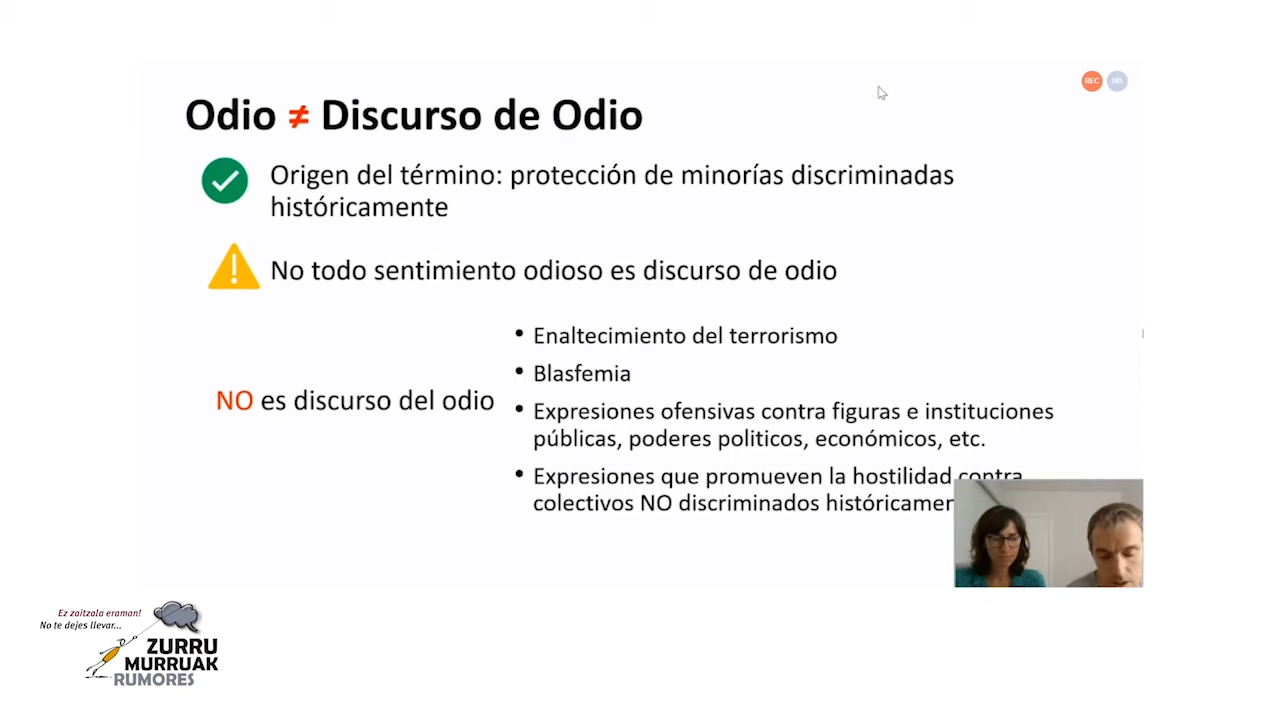 REC HD
Odio ≠ Discurso de Odio
Origen del término: protección de minorías discriminadas
históricamente
No todo sentimiento odioso es discurso de odio
NO es discurso del odio
• Enaltecimiento del terrorismo
• Blasfemia
• Expresiones ofensivas contra figuras e instituciones
públicas, poderes politicos, económicos, etc.
• Expresiones que promueven la hostilidad contra
colectivos NO discriminados
Ez zaitzala eraman!
No te dejes llevar...
ZURRU
MURRUAK
RUMORES